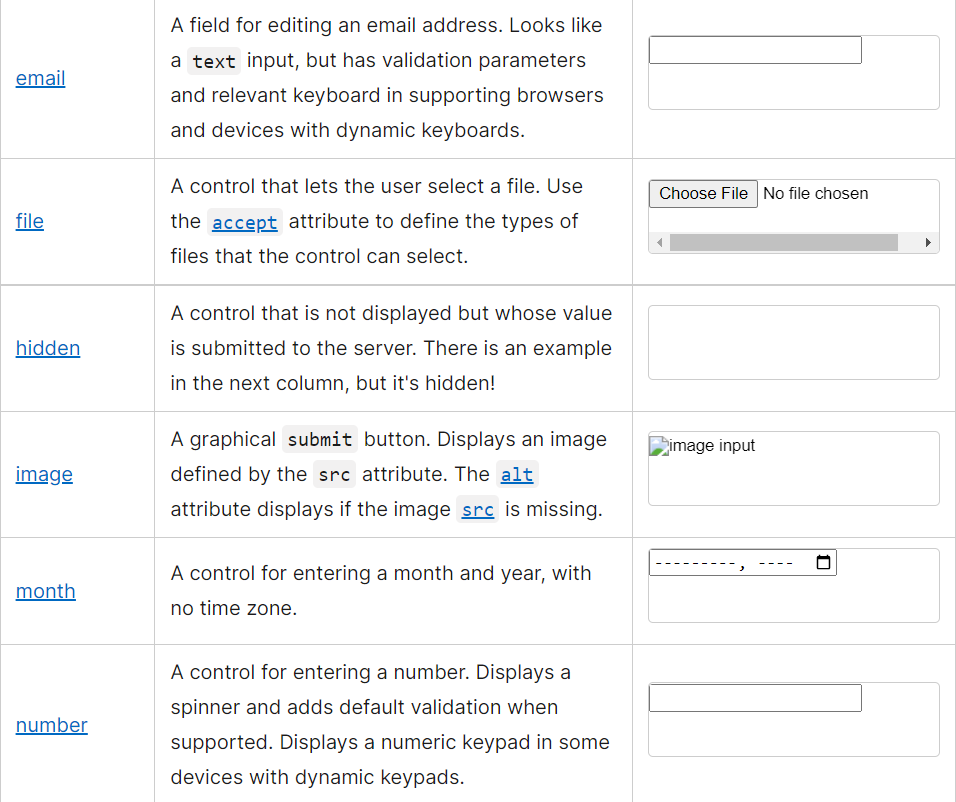 email
A field for editing an email address. Looks like
a text input, but has validation parameters
and relevant keyboard in supporting browsers
and devices with dynamic keyboards.
file
A control that lets the user select a file. Use
the accept attribute to define the types of
files that the control can select.
Choose File No file chosen
hidden
A control that is not displayed but whose value
is submitted to the server. There is an example
in the next column, but it's hidden!
image
A graphical submit button. Displays an image
defined by the src attribute. The alt
attribute displays if the image src is missing.
image input
month
A control for entering a month and year, with
no time zone.
---------, ----
number
A control for entering a number. Displays a
spinner and adds default validation when
supported. Displays a numeric keypad in some
devices with dynamic keypads.